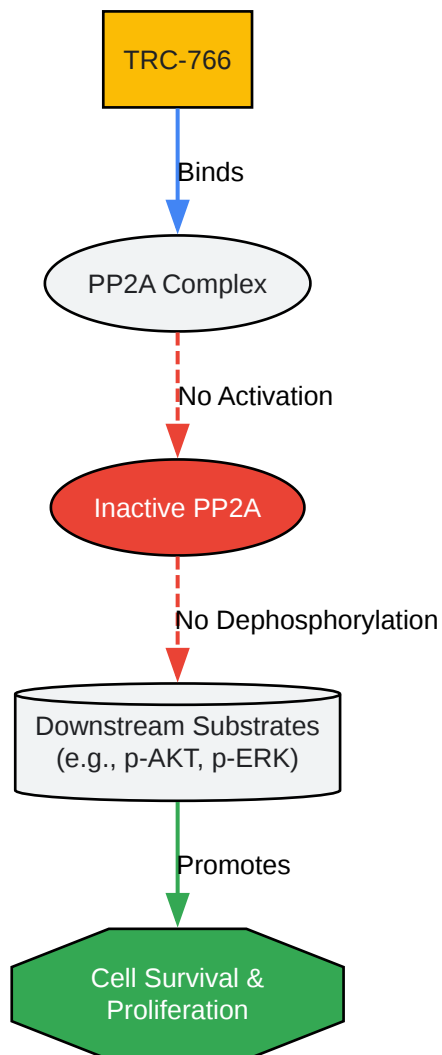 TRC-766
Binds
PP2A Complex
No Activation
Inactive PP2A
No Dephosphorylation
Downstream Substrates
(e.g., p-AKT, p-ERK)
Promotes
Cell Survival &
Proliferation